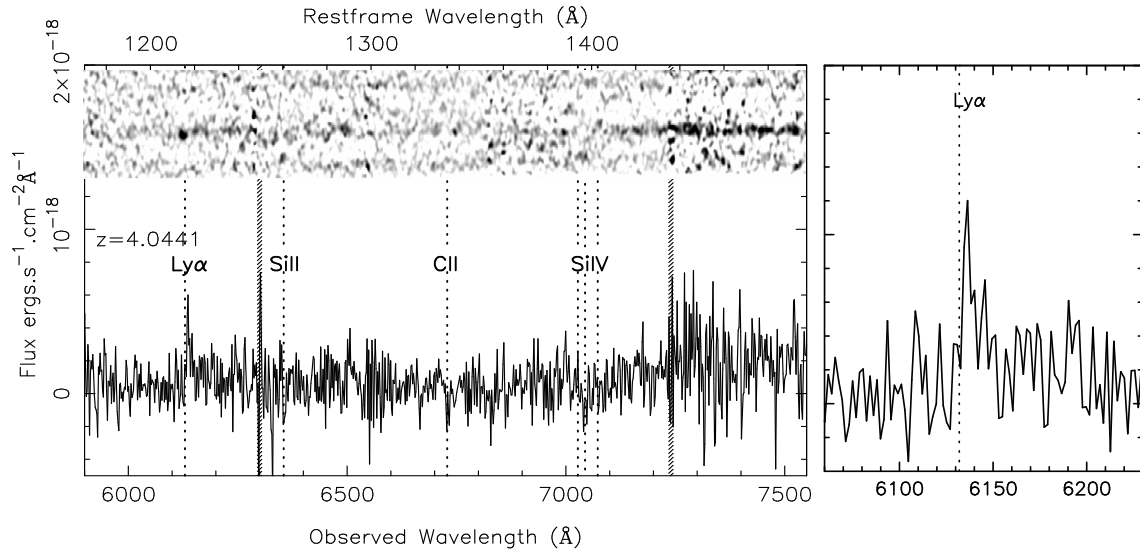 Restframe Wavelength (Å)
1200 1300 1400
2×10⁻¹⁸
10⁻¹⁸
0
Flux ergs.s⁻¹.cm⁻²Å⁻¹
z=4.0441
Lyα SiII CII SiIV
Lyα
6000 6500 7000 7500
6100 6150 6200
Observed Wavelength (Å)